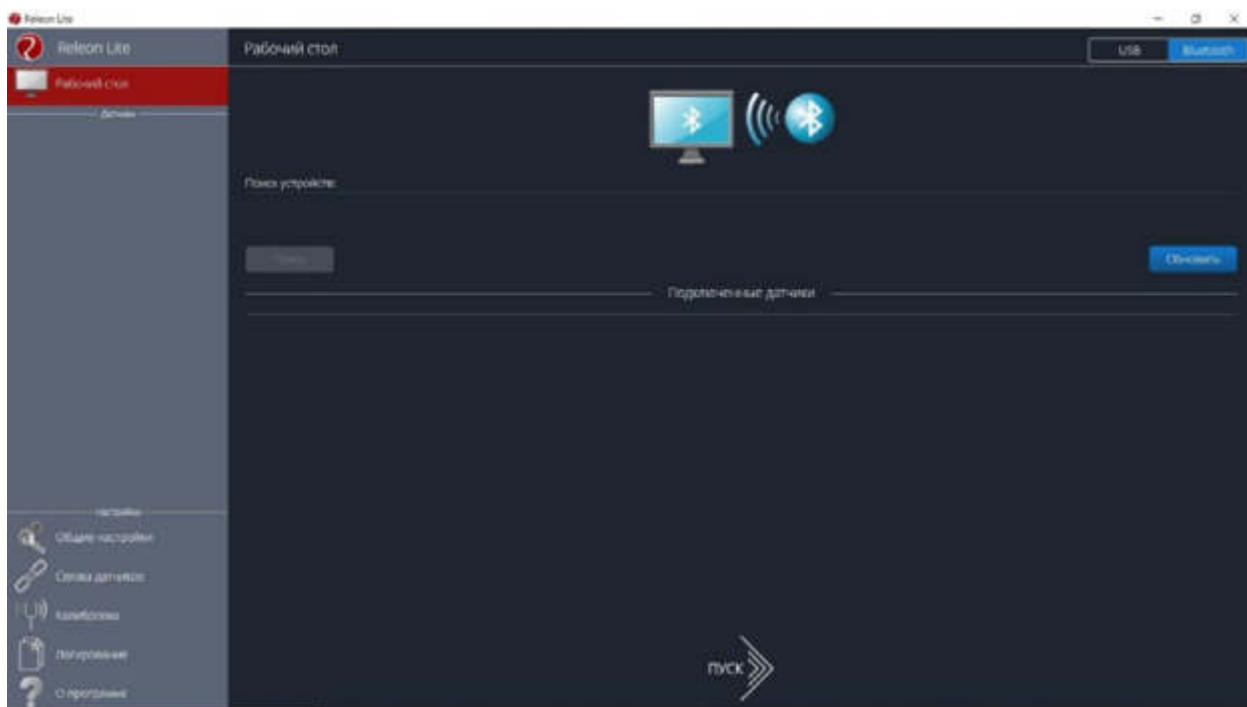 Releon Lite
Releon Lite
Рабочий стол
USB
Bluetooth
Рабочий стол
Датчики
Поиск устройств:
Обновить
Подключенные датчики
Настройки
Общие настройки
Связка датчиков
Калибровка
Логирование
О программе
ПУСК